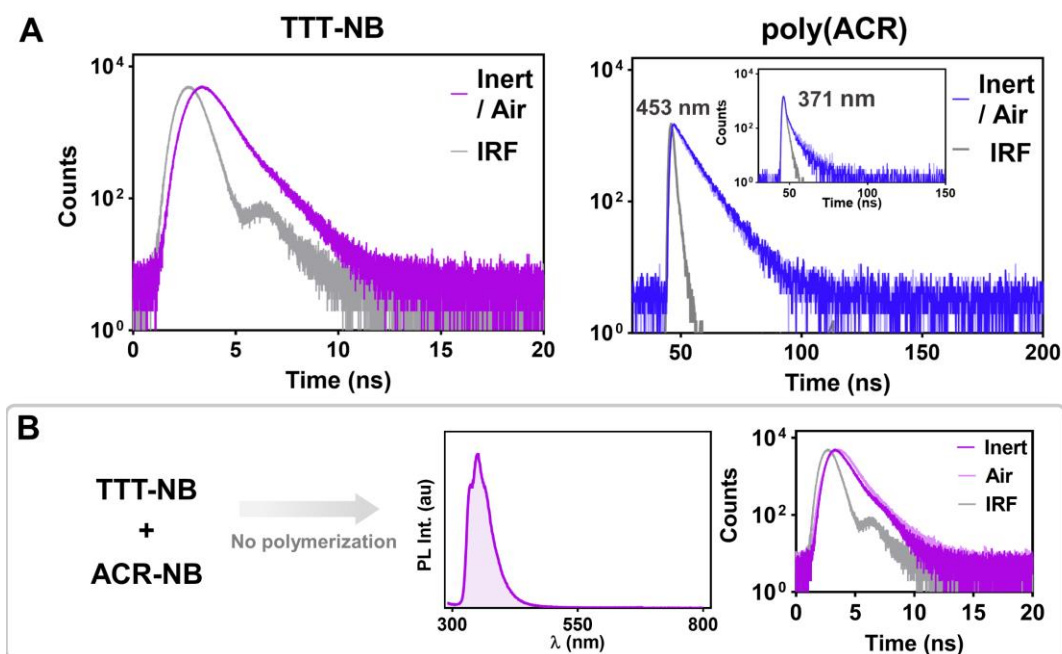 A
TTT-NB
poly(ACR)
10⁴
10²
10⁰
Counts
Inert
/ Air
IRF
0
5
10
15
20
Time (ns)
10⁴
10²
10⁰
453 nm
Inert
/ Air
IRF
50
100
150
200
Time (ns)
371 nm
Counts
10⁴
10²
10⁰
50
100
150
Time (ns)
B
TTT-NB
+
ACR-NB
No polymerization
PL Int. (au)
300
550
800
λ (nm)
Counts
10⁴
10²
10⁰
Inert
Air
IRF
0
5
10
15
20
Time (ns)